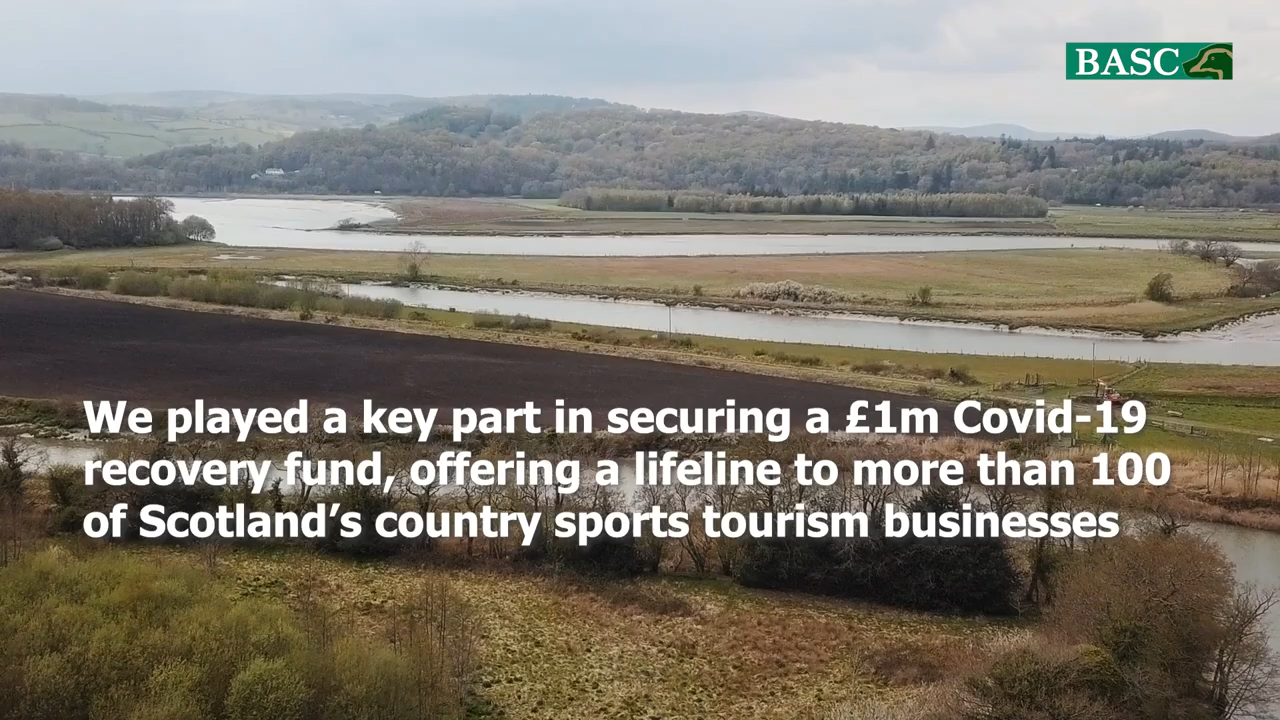 BASC
We played a key part in securing a £1m Covid-19
recovery fund, offering a lifeline to more than 100
of Scotland’s country sports tourism businesses